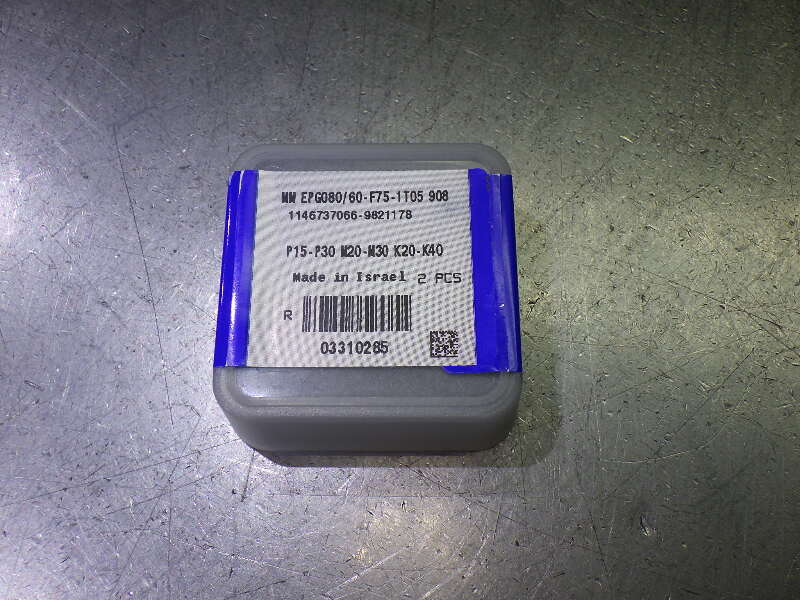 MM EPG080/60-F75-1T05 908
1146737066-9821178
P15-P30 M20-M30 K20-K40
Made in Israel 2 PCS
R
03310285